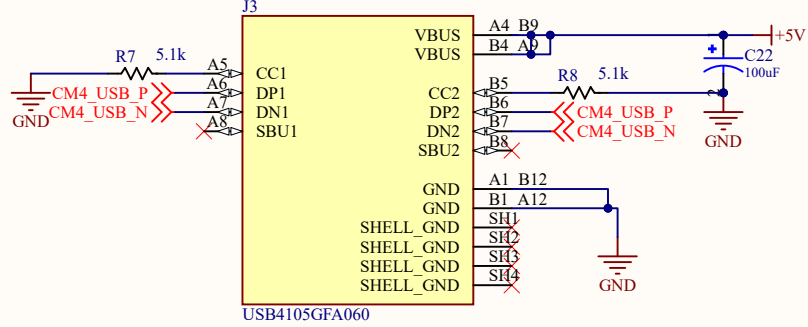 J3
R7 5.1k
A5 CC1
A6 DP1
A7 DN1
A8 SBU1
CM4_USB_P
CM4_USB_N
GND
VBUS A4 B9
VBUS B4 A9
CC2 B5
DP2 B6
DN2 B7
SBU2 B8
R8 5.1k
CM4_USB_P
CM4_USB_N
+5V
+
C22
100uF
2
GND
GND A1 B12
GND B1 A12
SHELL_GND SH1
SHELL_GND SH2
SHELL_GND SH3
SHELL_GND SH4
GND
USB4105GFA060